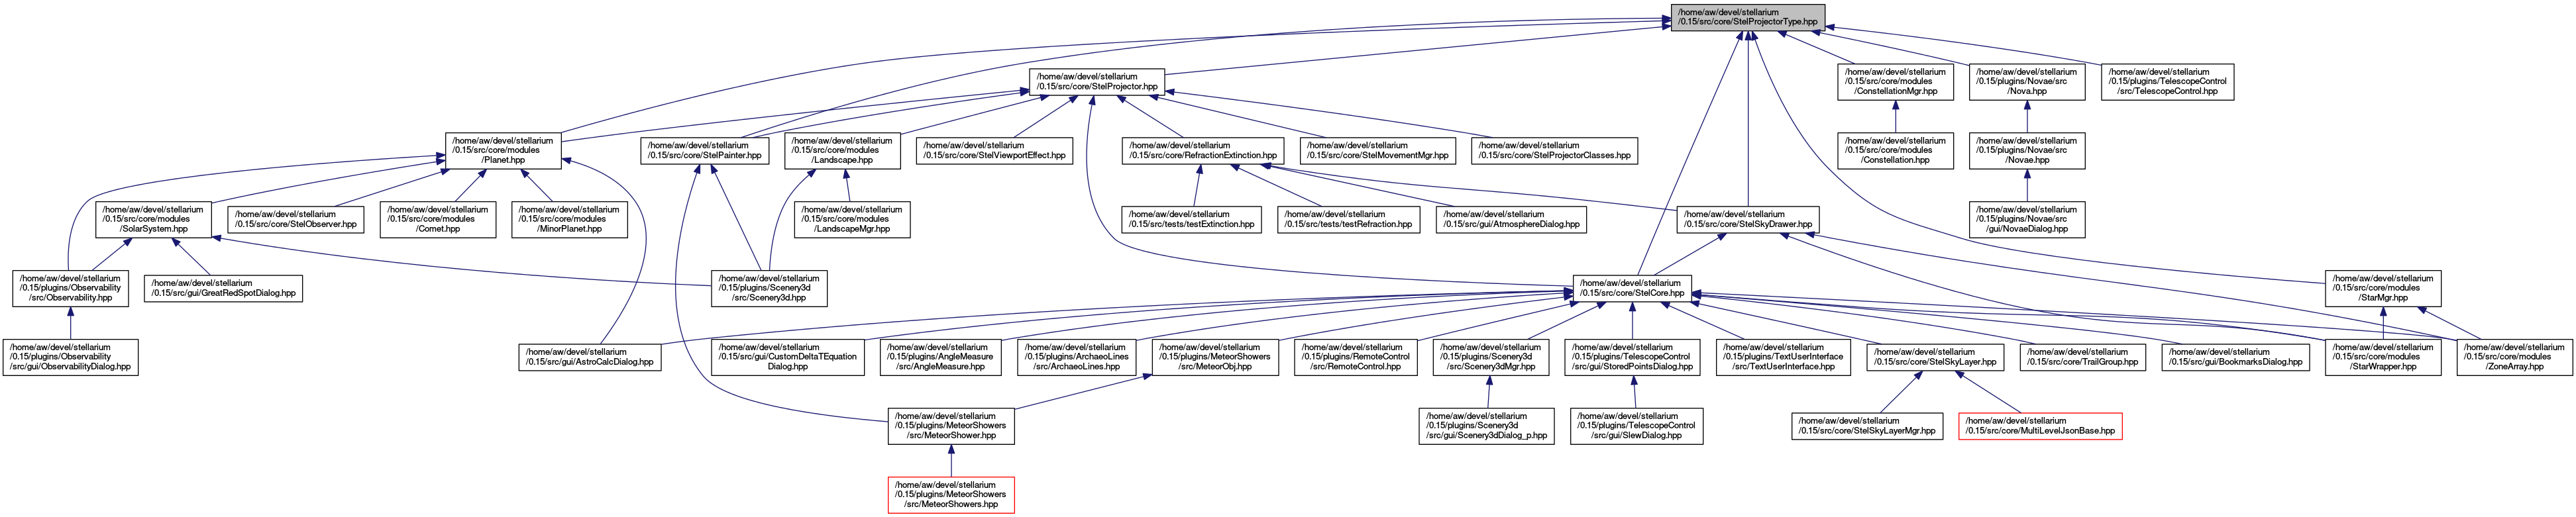 /home/aw/devel/stellarium
/0.15/src/core/StelProjectorType.hpp
/home/aw/devel/stellarium
/0.15/src/core/StelProjector.hpp
/home/aw/devel/stellarium
/0.15/src/core/modules
/ConstellationMgr.hpp
/home/aw/devel/stellarium
/0.15/plugins/Novae/src
/Nova.hpp
/home/aw/devel/stellarium
/0.15/plugins/TelescopeControl
/src/TelescopeControl.hpp
/home/aw/devel/stellarium
/0.15/src/core/modules
/Planet.hpp
/home/aw/devel/stellarium
/0.15/src/core/StelPainter.hpp
/home/aw/devel/stellarium
/0.15/src/core/modules
/Landscape.hpp
/home/aw/devel/stellarium
/0.15/src/core/StelViewportEffect.hpp
/home/aw/devel/stellarium
/0.15/src/core/RefractionExtinction.hpp
/home/aw/devel/stellarium
/0.15/src/core/StelMovementMgr.hpp
/home/aw/devel/stellarium
/0.15/src/core/StelProjectorClasses.hpp
/home/aw/devel/stellarium
/0.15/src/core/modules
/Constellation.hpp
/home/aw/devel/stellarium
/0.15/plugins/Novae/src
/Novae.hpp
/home/aw/devel/stellarium
/0.15/src/core/modules
/SolarSystem.hpp
/home/aw/devel/stellarium
/0.15/src/core/StelObserver.hpp
/home/aw/devel/stellarium
/0.15/src/core/modules
/Comet.hpp
/home/aw/devel/stellarium
/0.15/src/core/modules
/MinorPlanet.hpp
/home/aw/devel/stellarium
/0.15/src/core/modules
/LandscapeMgr.hpp
/home/aw/devel/stellarium
/0.15/src/tests/testExtinction.hpp
/home/aw/devel/stellarium
/0.15/src/tests/testRefraction.hpp
/home/aw/devel/stellarium
/0.15/src/gui/AtmosphereDialog.hpp
/home/aw/devel/stellarium
/0.15/src/core/StelSkyDrawer.hpp
/home/aw/devel/stellarium
/0.15/plugins/Novae/src
/gui/NovaeDialog.hpp
/home/aw/devel/stellarium
/0.15/plugins/Observability
/src/Observability.hpp
/home/aw/devel/stellarium
/0.15/src/gui/GreatRedSpotDialog.hpp
/home/aw/devel/stellarium
/0.15/plugins/Scenery3d
/src/Scenery3d.hpp
/home/aw/devel/stellarium
/0.15/src/core/StelCore.hpp
/home/aw/devel/stellarium
/0.15/src/core/modules
/StarMgr.hpp
/home/aw/devel/stellarium
/0.15/plugins/Observability
/src/gui/ObservabilityDialog.hpp
/home/aw/devel/stellarium
/0.15/src/gui/AstroCalcDialog.hpp
/home/aw/devel/stellarium
/0.15/src/gui/CustomDeltaTEquation
Dialog.hpp
/home/aw/devel/stellarium
/0.15/plugins/AngleMeasure
/src/AngleMeasure.hpp
/home/aw/devel/stellarium
/0.15/plugins/ArchaeoLines
/src/ArchaeoLines.hpp
/home/aw/devel/stellarium
/0.15/plugins/MeteorShowers
/src/MeteorObj.hpp
/home/aw/devel/stellarium
/0.15/plugins/RemoteControl
/src/RemoteControl.hpp
/home/aw/devel/stellarium
/0.15/plugins/Scenery3d
/src/Scenery3dMgr.hpp
/home/aw/devel/stellarium
/0.15/plugins/TelescopeControl
/src/gui/StoredPointsDialog.hpp
/home/aw/devel/stellarium
/0.15/plugins/TextUserInterface
/src/TextUserInterface.hpp
/home/aw/devel/stellarium
/0.15/src/core/StelSkyLayer.hpp
/home/aw/devel/stellarium
/0.15/src/core/TrailGroup.hpp
/home/aw/devel/stellarium
/0.15/src/gui/BookmarksDialog.hpp
/home/aw/devel/stellarium
/0.15/src/core/modules
/StarWrapper.hpp
/home/aw/devel/stellarium
/0.15/src/core/modules
/ZoneArray.hpp
/home/aw/devel/stellarium
/0.15/plugins/MeteorShowers
/src/MeteorShower.hpp
/home/aw/devel/stellarium
/0.15/plugins/Scenery3d
/src/gui/Scenery3dDialog_p.hpp
/home/aw/devel/stellarium
/0.15/plugins/TelescopeControl
/src/gui/SlewDialog.hpp
/home/aw/devel/stellarium
/0.15/src/core/StelSkyLayerMgr.hpp
/home/aw/devel/stellarium
/0.15/src/core/MultiLevelJsonBase.hpp
/home/aw/devel/stellarium
/0.15/plugins/MeteorShowers
/src/MeteorShowers.hpp